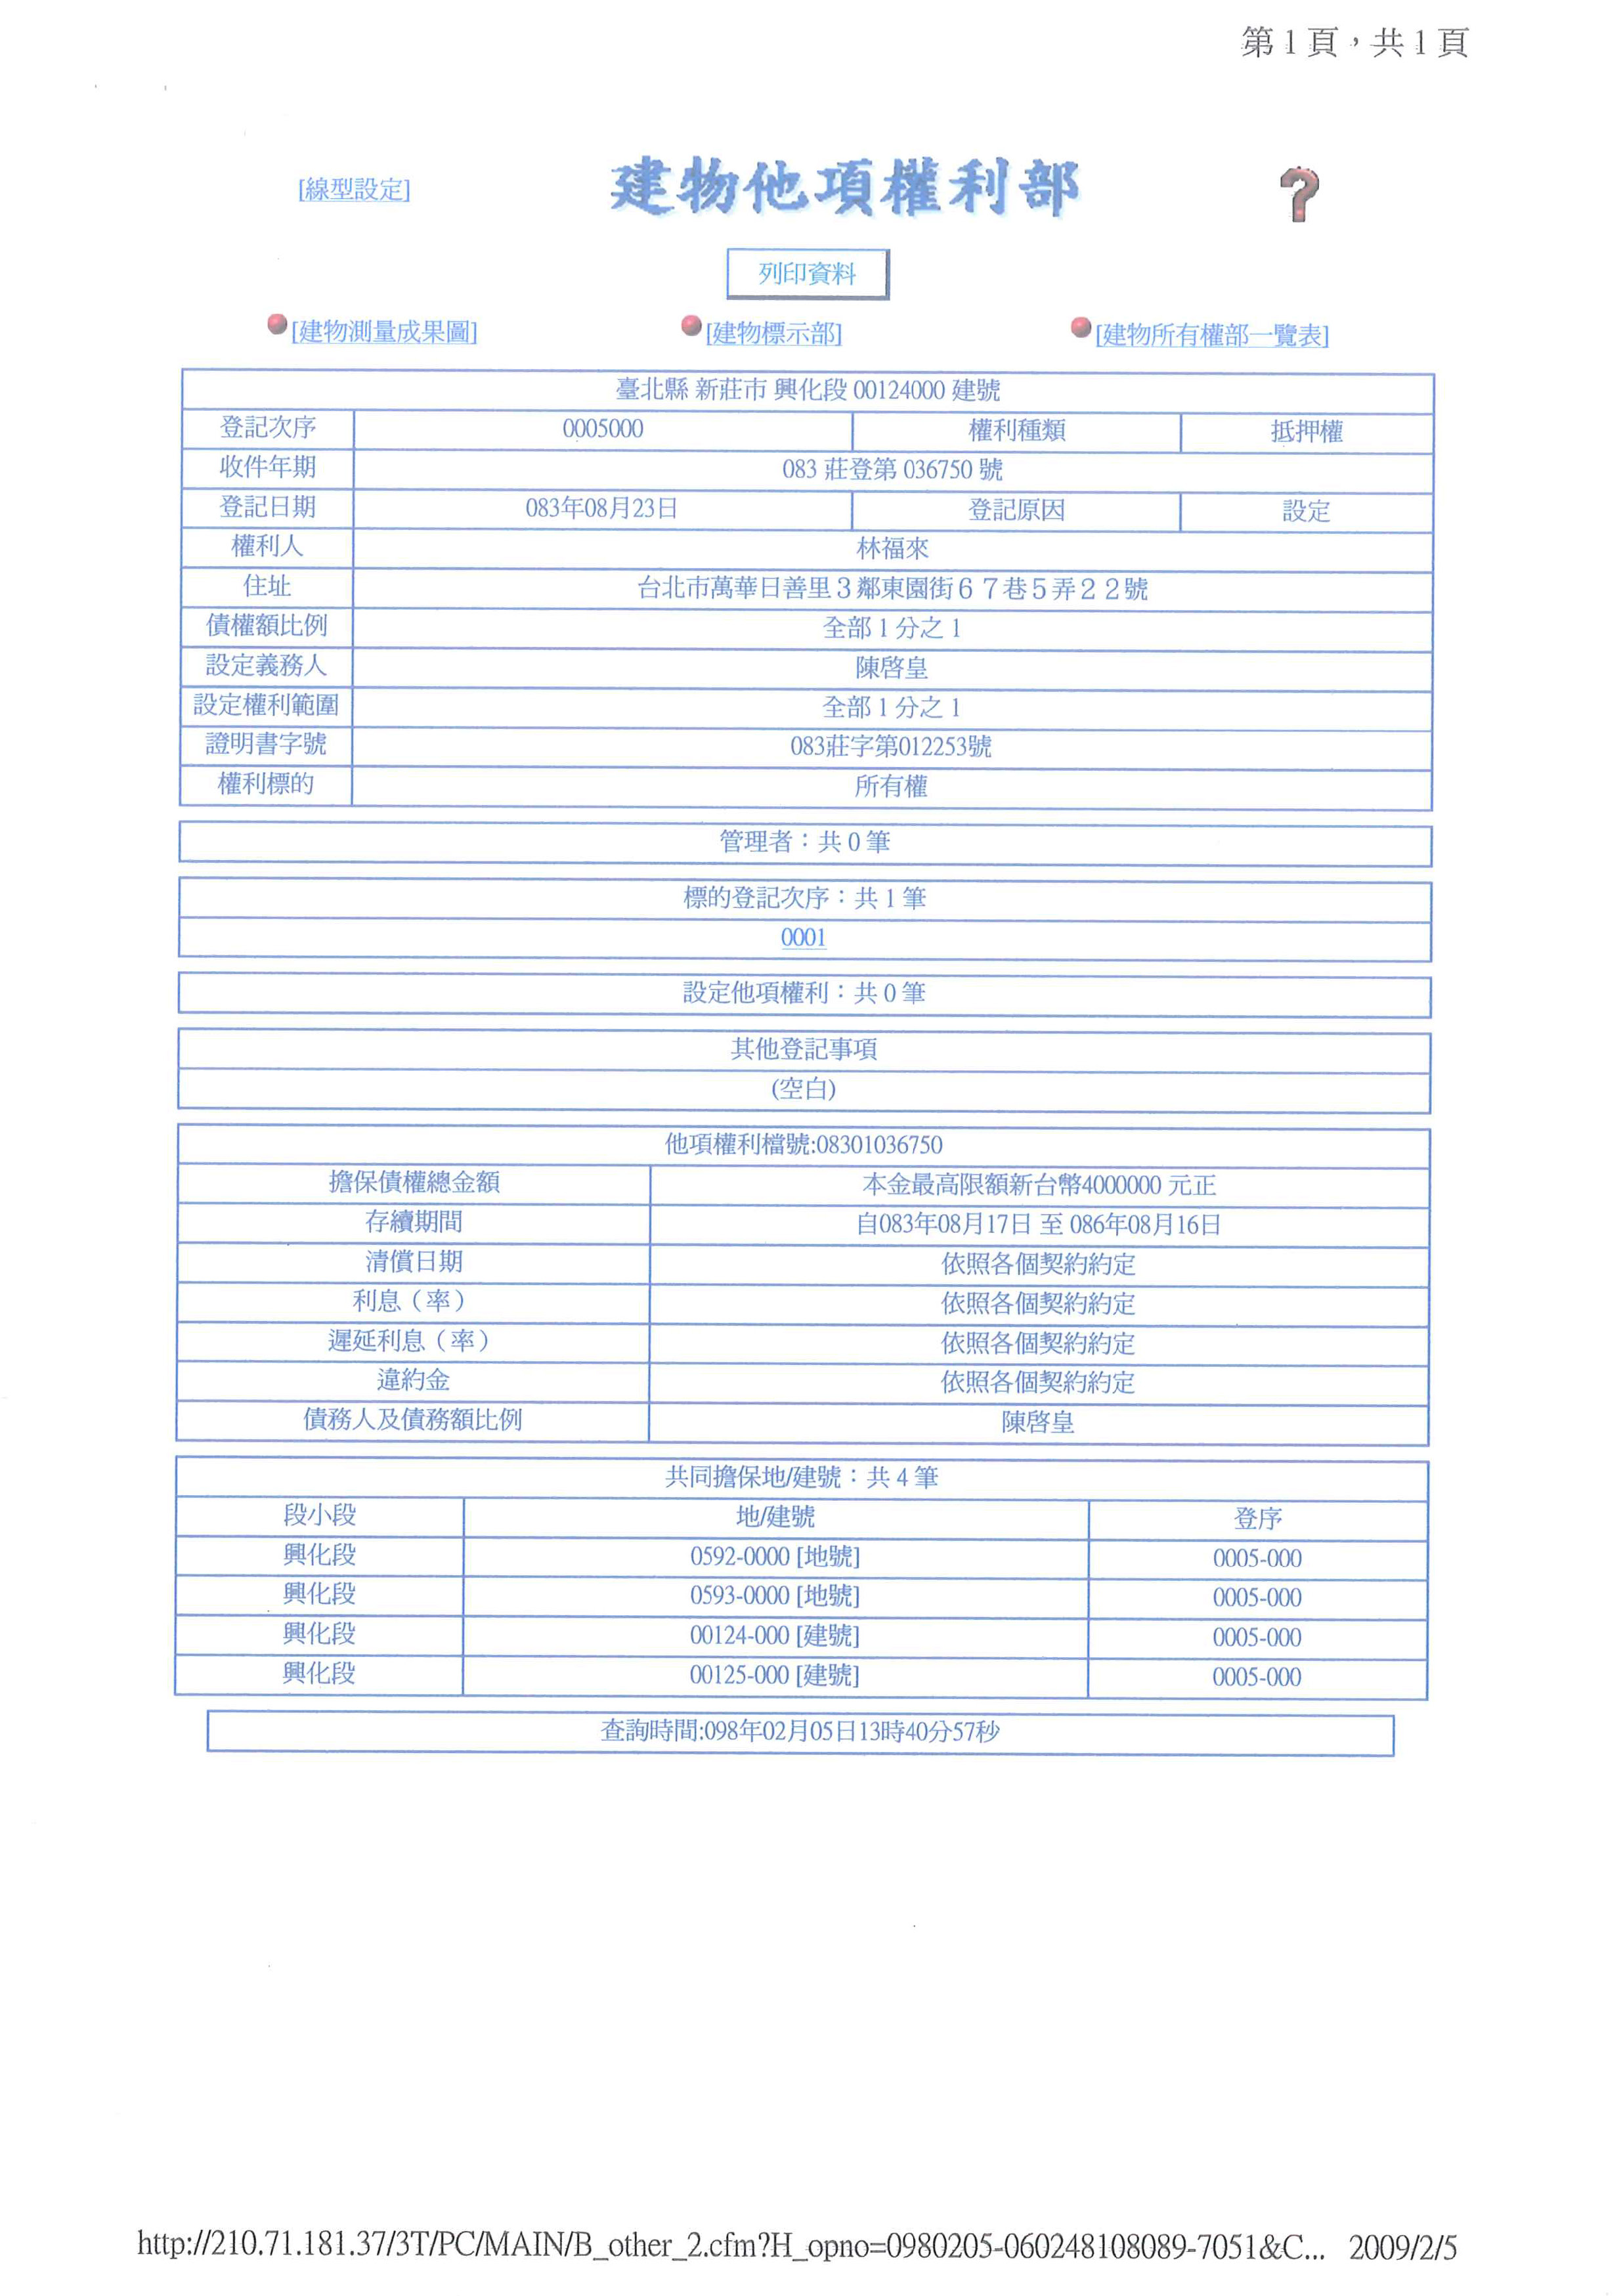 第1頁，共1頁
[線型設定]
建物他項權利部
?
列印資料
[建物測量成果圖] [建物標示部] [建物所有權部一覽表]
臺北縣 新莊市 興化段 00124000 建號
登記次序 0005000 權利種類 抵押權
收件年期 083 莊登第 036750 號
登記日期 083年08月23日 登記原因 設定
權利人 林福來
住址 台北市萬華日善里３鄰東園街６７巷５弄２２號
債權額比例 全部 1 分之 1
設定義務人 陳啓皇
設定權利範圍 全部 1 分之 1
證明書字號 083莊字第012253號
權利標的 所有權
管理者：共 0 筆
標的登記次序：共 1 筆
0001
設定他項權利：共 0 筆
其他登記事項
(空白)
他項權利檔號:08301036750
擔保債權總金額 本金最高限額新台幣4000000 元正
存續期間 自083年08月17日 至 086年08月16日
清償日期 依照各個契約約定
利息（率） 依照各個契約約定
遲延利息（率） 依照各個契約約定
違約金 依照各個契約約定
債務人及債務額比例 陳啓皇
共同擔保地/建號：共 4 筆
段小段 地/建號 登序
興化段 0592-0000 [地號] 0005-000
興化段 0593-0000 [地號] 0005-000
興化段 00124-000 [建號] 0005-000
興化段 00125-000 [建號] 0005-000
查詢時間:098年02月05日13時40分57秒
http://210.71.181.37/3T/PC/MAIN/B_other_2.cfm?H_opno=0980205-060248108089-7051&C... 2009/2/5